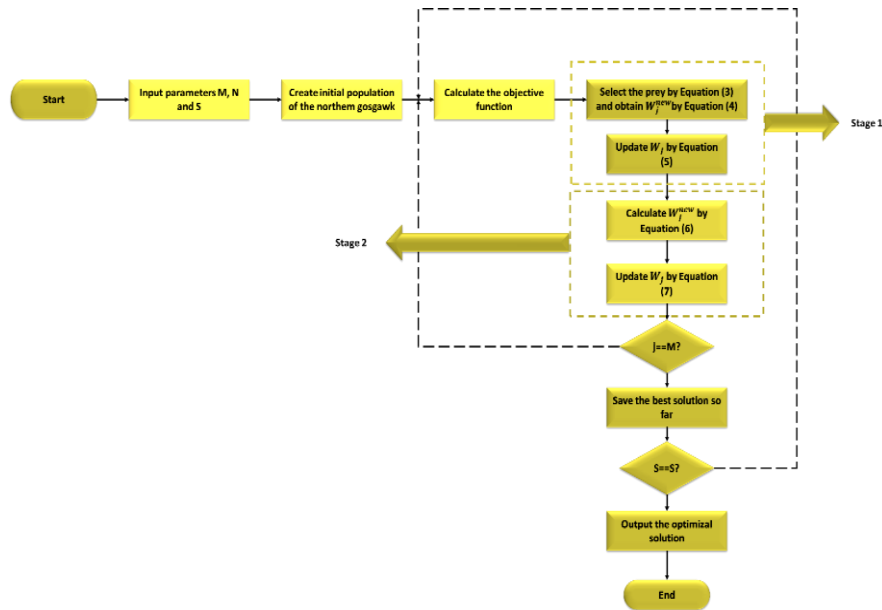 Start
Input parameters M, N
and S
Create initial population
of the northem gosgawk
Calculate the objective
function
Select the prey by Equation (3)
and obtain W_j^new by Equation (4)
Stage 1
Update W_j by Equation
(5)
Calculate W_j^new by
Equation (6)
Stage 2
Update W_j by Equation
(7)
j==M?
Save the best solution so
far
S==S?
Output the optimizal
solution
End